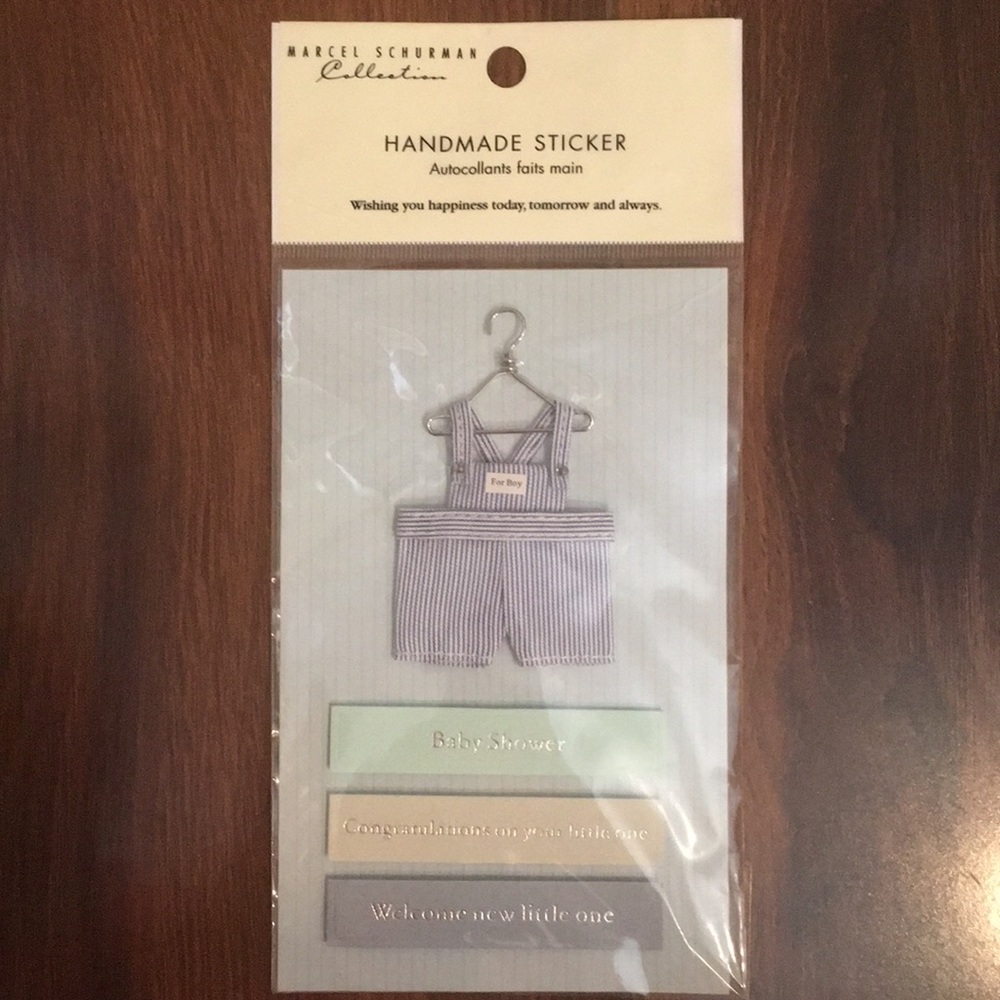 MARCEL SCHURMAN
Collection
HANDMADE STICKER
Autocollants faits main
Wishing you happiness today, tomorrow and always.
For Boy
Baby Shower
Congratulations on your little one
Welcome new little one